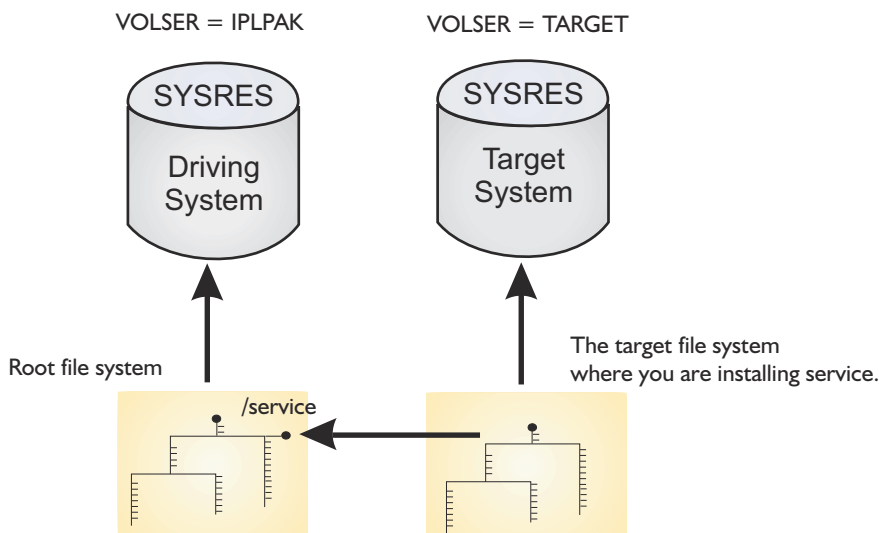 VOLSER = IPLPAK
VOLSER = TARGET
SYSRES
Driving
System
SYSRES
Target
System
Root file system
The target file system
where you are installing service.
/service